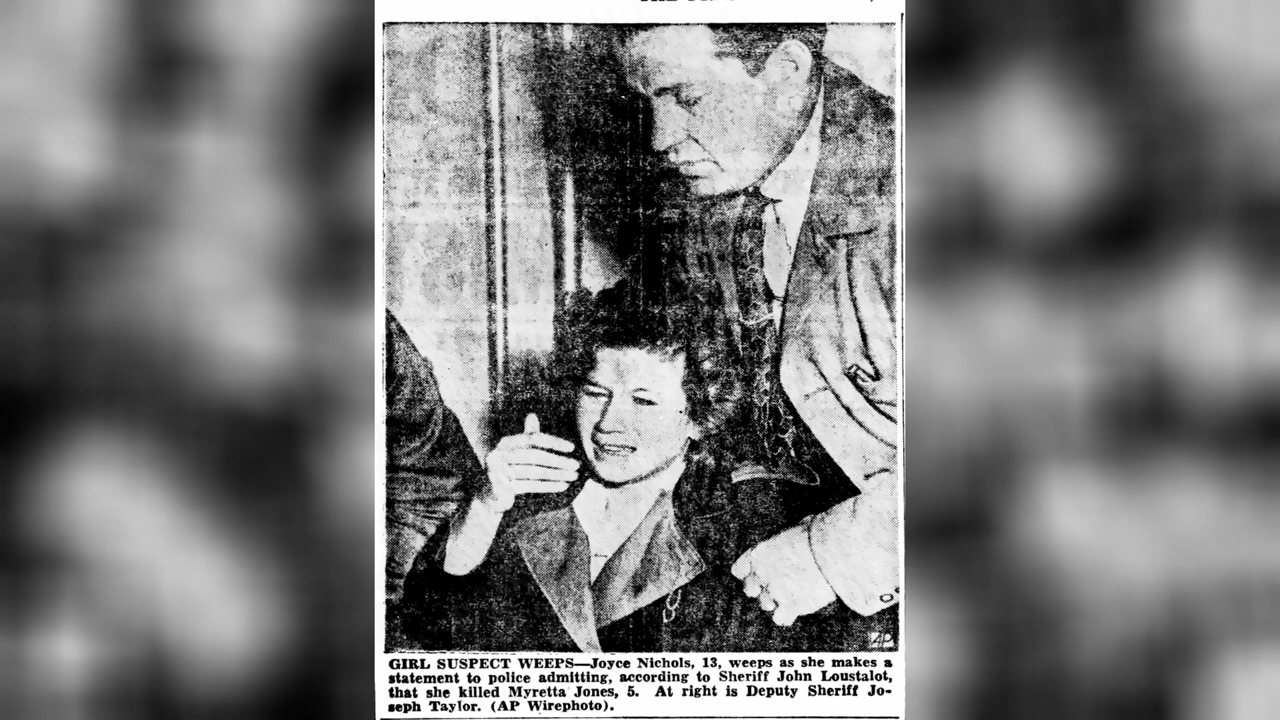 GIRL SUSPECT WEEPS—Joyce Nichols, 13, weeps as she makes a
statement to police admitting, according to Sheriff John Loustalot,
that she killed Myretta Jones, 5. At right is Deputy Sheriff Jo-
seph Taylor. (AP Wirephoto).